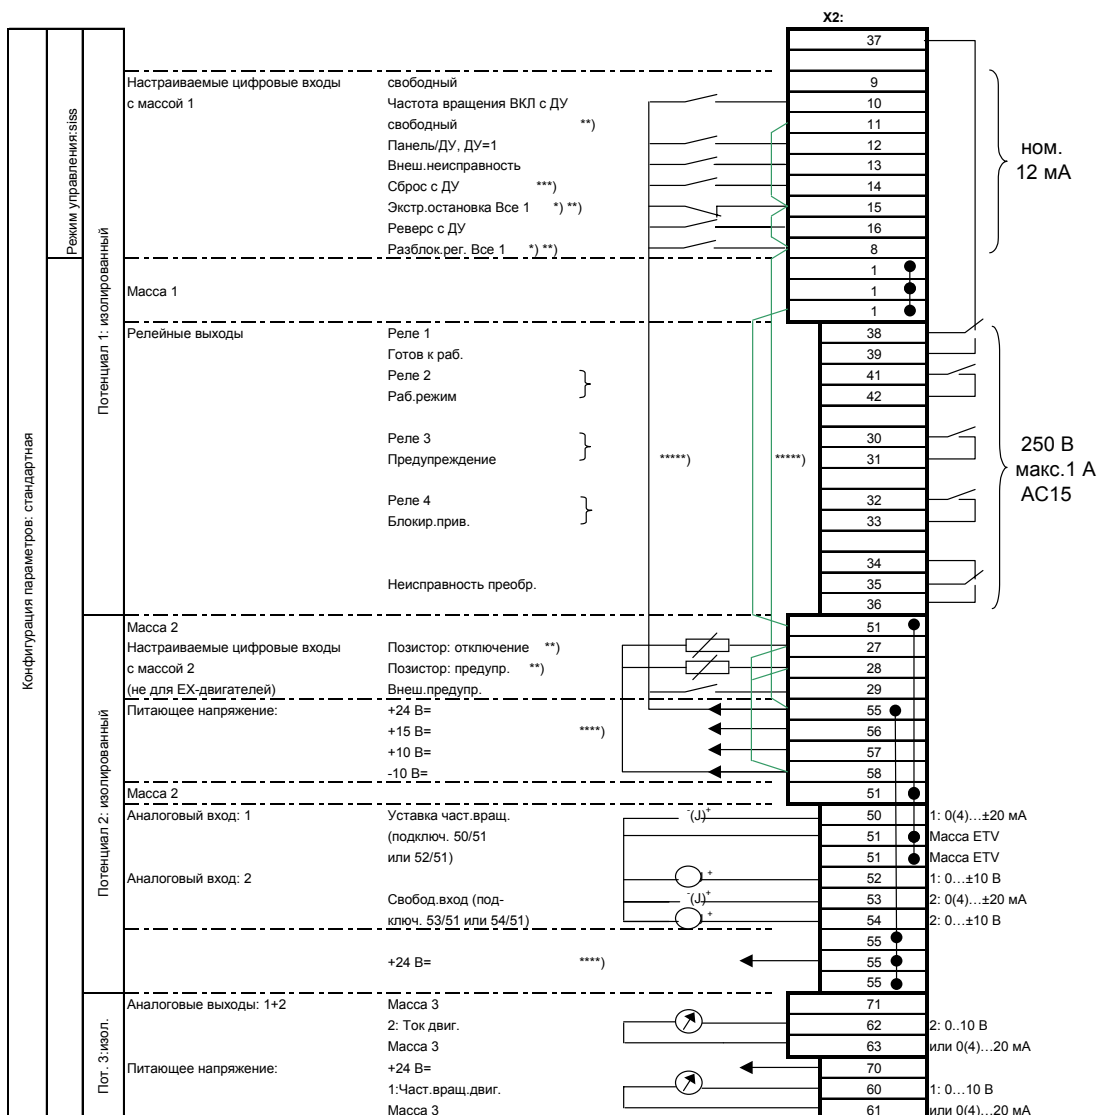 X2:
37
Настраиваемые цифровые входы свободный 9
с массой 1 Частота вращения ВКЛ с ДУ 10
свободный **) 11
Панель/ДУ, ДУ=1 12
Внеш.неисправность 13
Сброс с ДУ ***) 14
Экстр.остановка Все 1 *) **) 15
Реверс с ДУ 16
Разблок.рег. Все 1 *) **) 8
ном.
12 мА
1
Масса 1 1
1
Релейные выходы Реле 1 38
Готов к раб. 39
Реле 2 } 41
Раб.режим 42
Реле 3 } 30
Предупреждение *****) *****) 31
Реле 4 } 32
Блокир.прив. 33
34
Неисправность преобр. 35
36
250 В
макс.1 А
AC15
Масса 2 51
Настраиваемые цифровые входы Позистор: отключение **) 27
с массой 2 Позистор: предупр. **) 28
(не для EX-двигателей) Внеш.предупр. 29
Питающее напряжение: +24 В= 55
+15 В= ****) 56
+10 В= 57
-10 В= 58
Масса 2 51
Аналоговый вход: 1 Уставка част.вращ. -(J)+ 50 1: 0(4)…±20 мА
(подключ. 50/51 51 Масса ETV
или 52/51) 51 Масса ETV
Аналоговый вход: 2 + 52 1: 0…±10 В
Свобод.вход (под- -(J)+ 53 2: 0(4)…±20 мА
ключ. 53/51 или 54/51) + 54 2: 0…±10 В
55
+24 В= ****) 55
55
Аналоговые выходы: 1+2 Масса 3 71
2: Ток двиг. 62 2: 0..10 В
Масса 3 63 или 0(4)…20 мА
Питающее напряжение: +24 В= 70
1:Част.вращ.двиг. 60 1: 0…10 В
Масса 3 61 или 0(4)…20 мА
Конфигурация параметров: стандартная
Режим управления:siss
Потенциал 1: изолированный
Потенциал 2: изолированный
Пот. 3:изол.